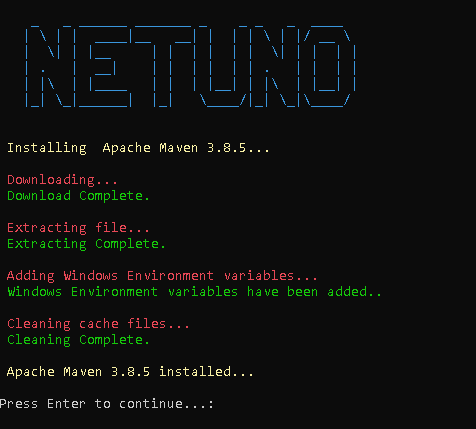 NETUNO
Installing  Apache Maven 3.8.5...
Downloading...
Download Complete.
Extracting file...
Extracting Complete.
Adding Windows Environment variables...
Windows Environment variables have been added..
Cleaning cache files...
Cleaning Complete.
Apache Maven 3.8.5 installed...
Press Enter to continue...: